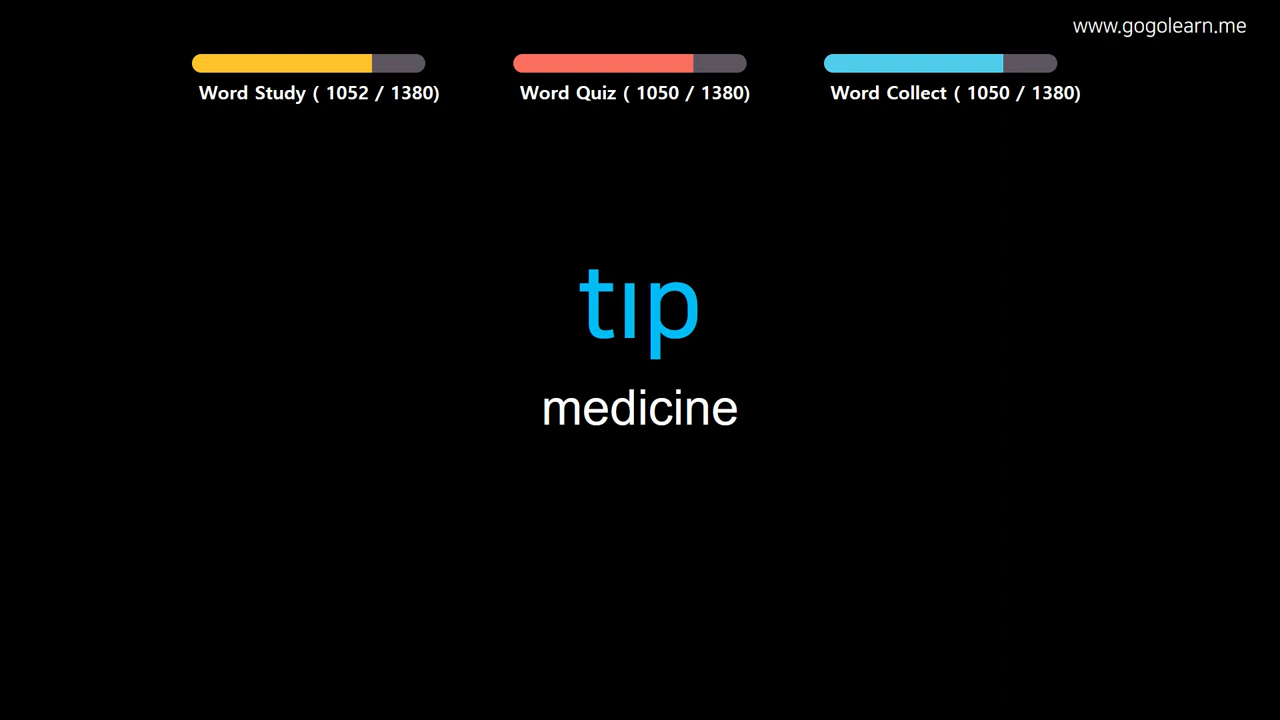 www.gogolearn.me
Word Study ( 1052 / 1380)
Word Quiz ( 1050 / 1380)
Word Collect ( 1050 / 1380)
tıp
medicine